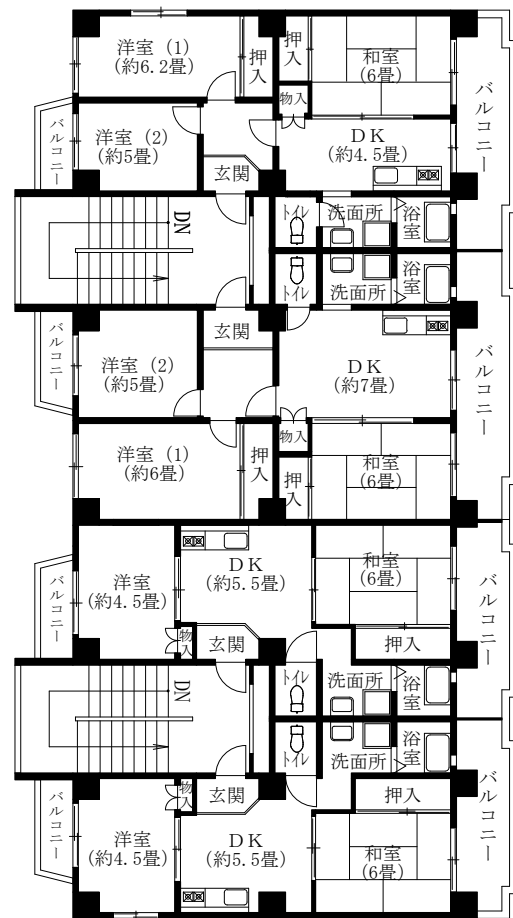 洋室（1）
（約6.2畳）
押入
押入
和室
（6畳）
バルコニー
物入
バルコニー
洋室（2）
（約5畳）
DK
（約4.5畳）
玄関
DN
トイレ
洗面所
浴室
トイレ
洗面所
浴室
バルコニー
玄関
洋室（2）
（約5畳）
DK
（約7畳）
バルコニー
物入
洋室（1）
（約6畳）
押入
押入
和室
（6畳）
バルコニー
洋室
（約4.5畳）
DK
（約5.5畳）
和室
（6畳）
バルコニー
物入
玄関
押入
DN
トイレ
洗面所
浴室
トイレ
洗面所
浴室
バルコニー
物入
玄関
押入
バルコニー
洋室
（約4.5畳）
DK
（約5.5畳）
和室
（6畳）